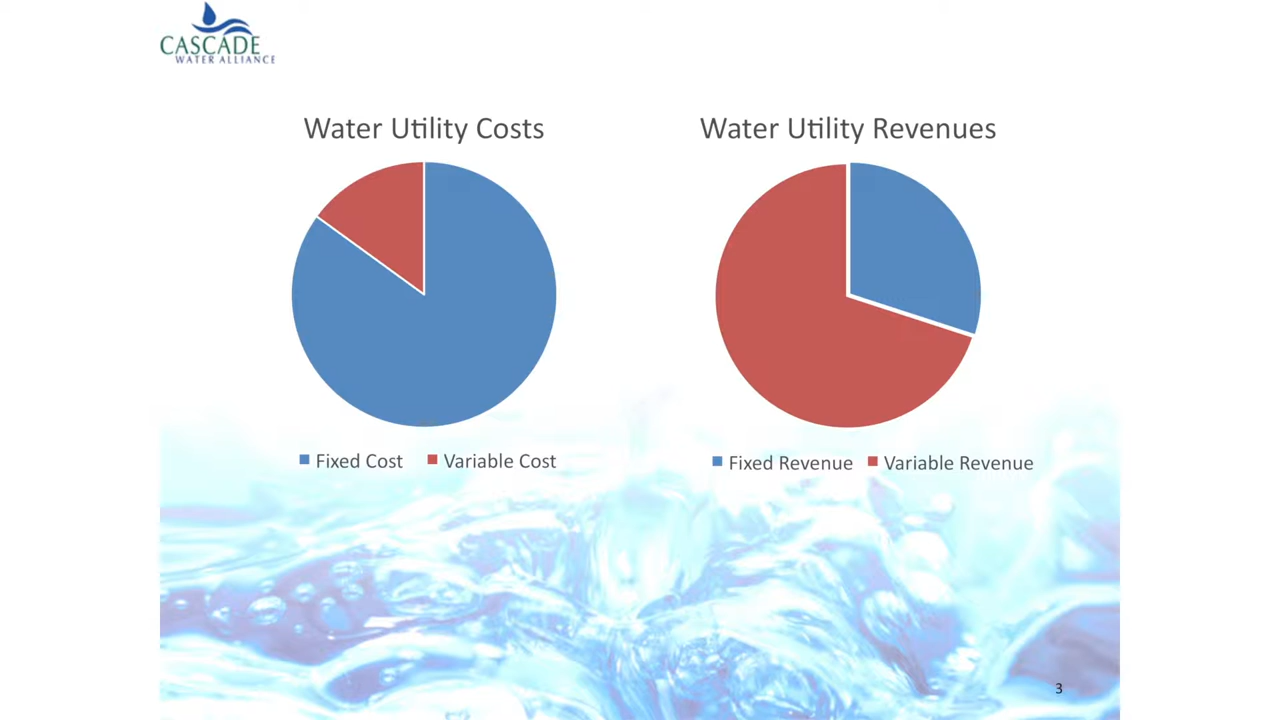 CASCADE
WATER ALLIANCE
Water Utility Costs
Water Utility Revenues
Fixed Cost
Variable Cost
Fixed Revenue
Variable Revenue
3